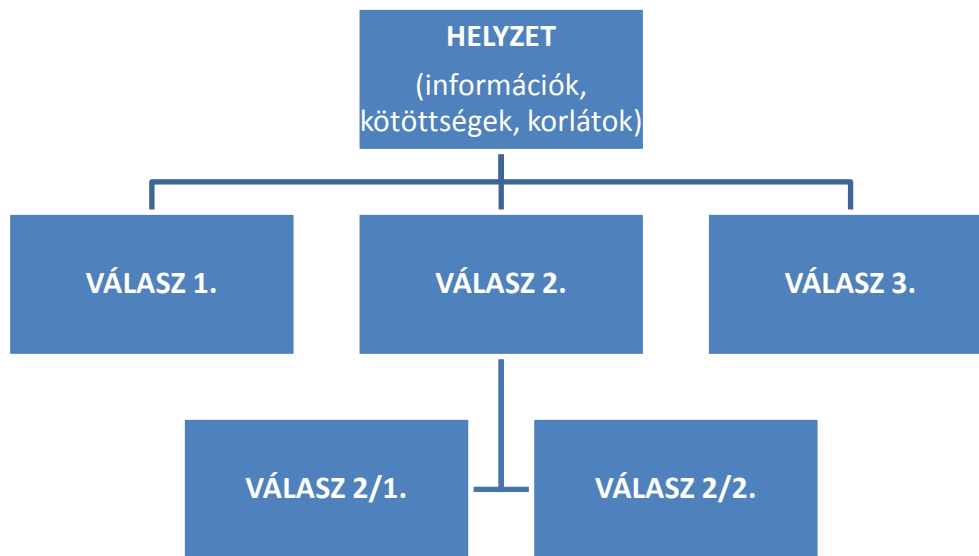 HELYZET
(információk,
kötöttségek, korlátok)
VÁLASZ 1.
VÁLASZ 2.
VÁLASZ 3.
VÁLASZ 2/1.
VÁLASZ 2/2.